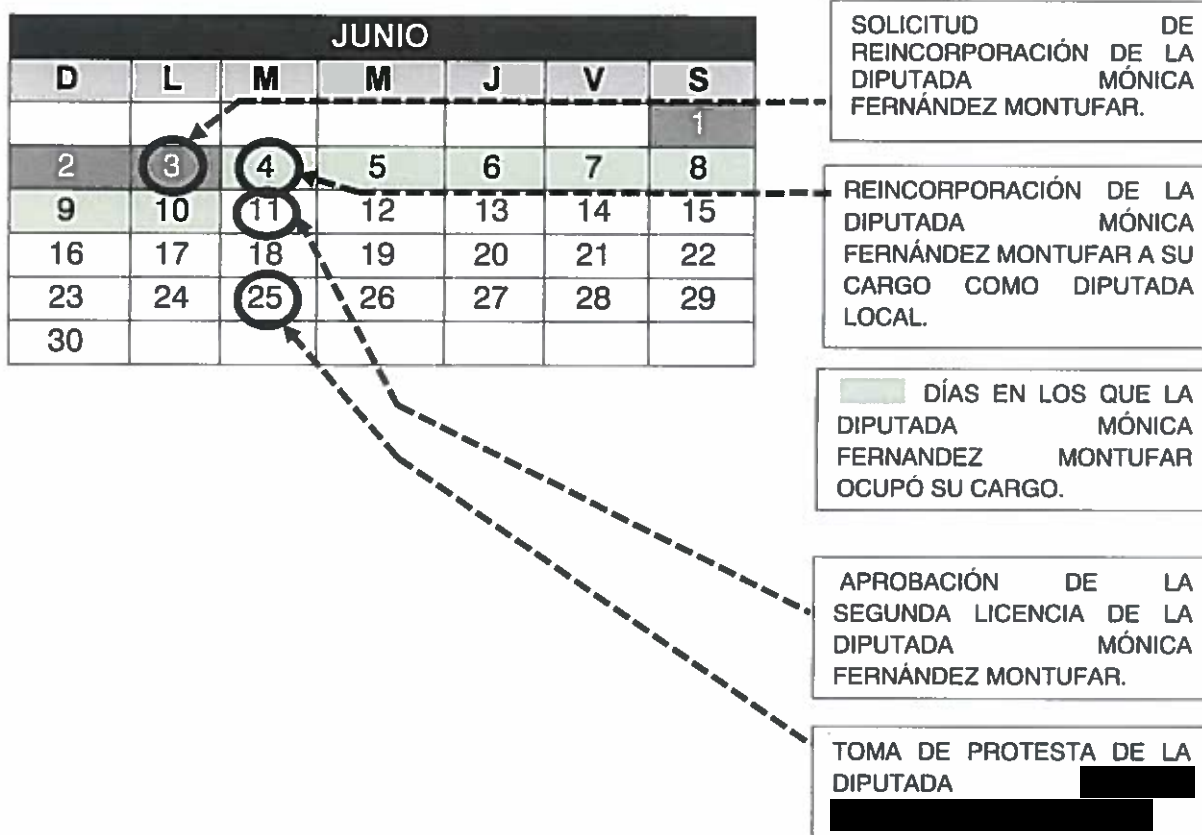 JUNIO
D L M M J V S
1
2 3 4 5 6 7 8
9 10 11 12 13 14 15
16 17 18 19 20 21 22
23 24 25 26 27 28 29
30
SOLICITUD DE
REINCORPORACIÓN DE LA
DIPUTADA MÓNICA
FERNÁNDEZ MONTUFAR.
REINCORPORACIÓN DE LA
DIPUTADA MÓNICA
FERNÁNDEZ MONTUFAR A SU
CARGO COMO DIPUTADA
LOCAL.
DÍAS EN LOS QUE LA
DIPUTADA MÓNICA
FERNANDEZ MONTUFAR
OCUPÓ SU CARGO.
APROBACIÓN DE LA
SEGUNDA LICENCIA DE LA
DIPUTADA MÓNICA
FERNÁNDEZ MONTUFAR.
TOMA DE PROTESTA DE LA
DIPUTADA